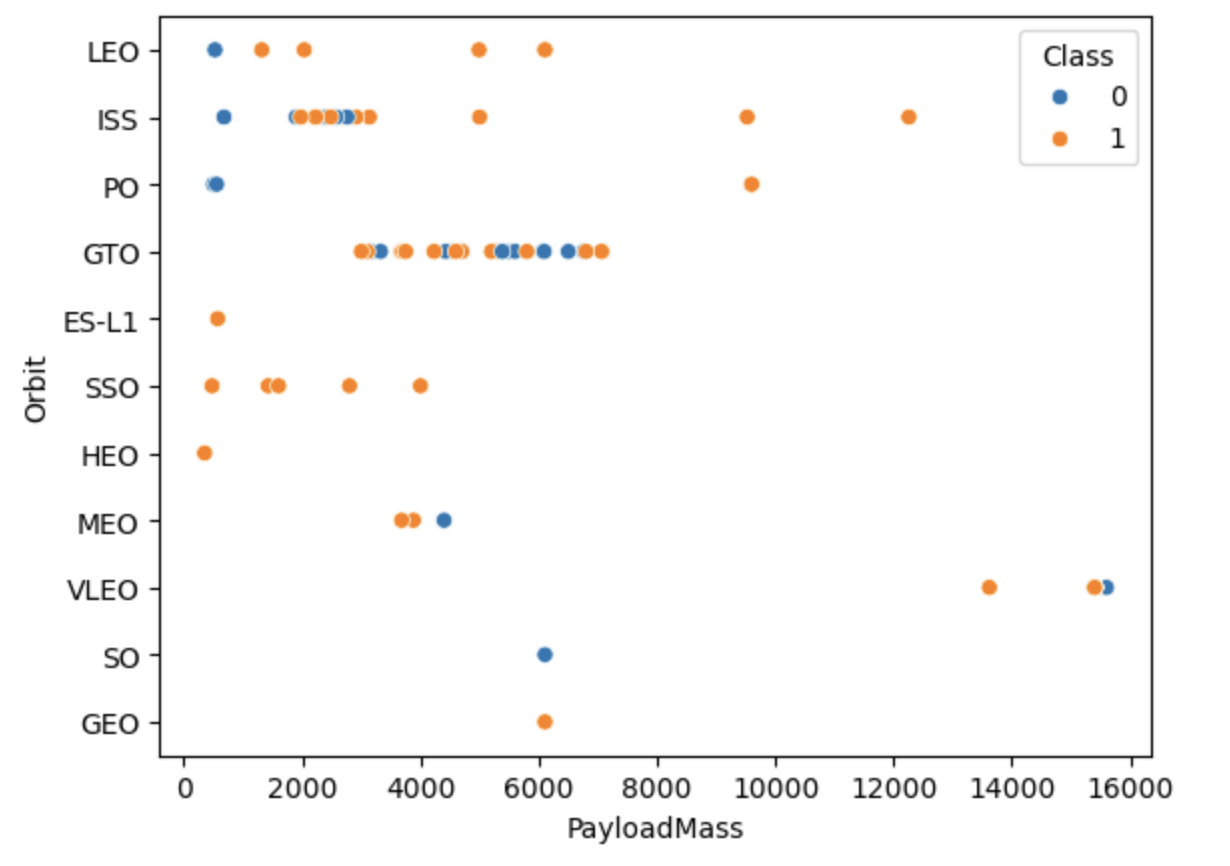 LEO
ISS
PO
GTO
ES-L1
SSO
HEO
MEO
VLEO
SO
GEO
Orbit
Class
0
1
0 2000 4000 6000 8000 10000 12000 14000 16000
PayloadMass